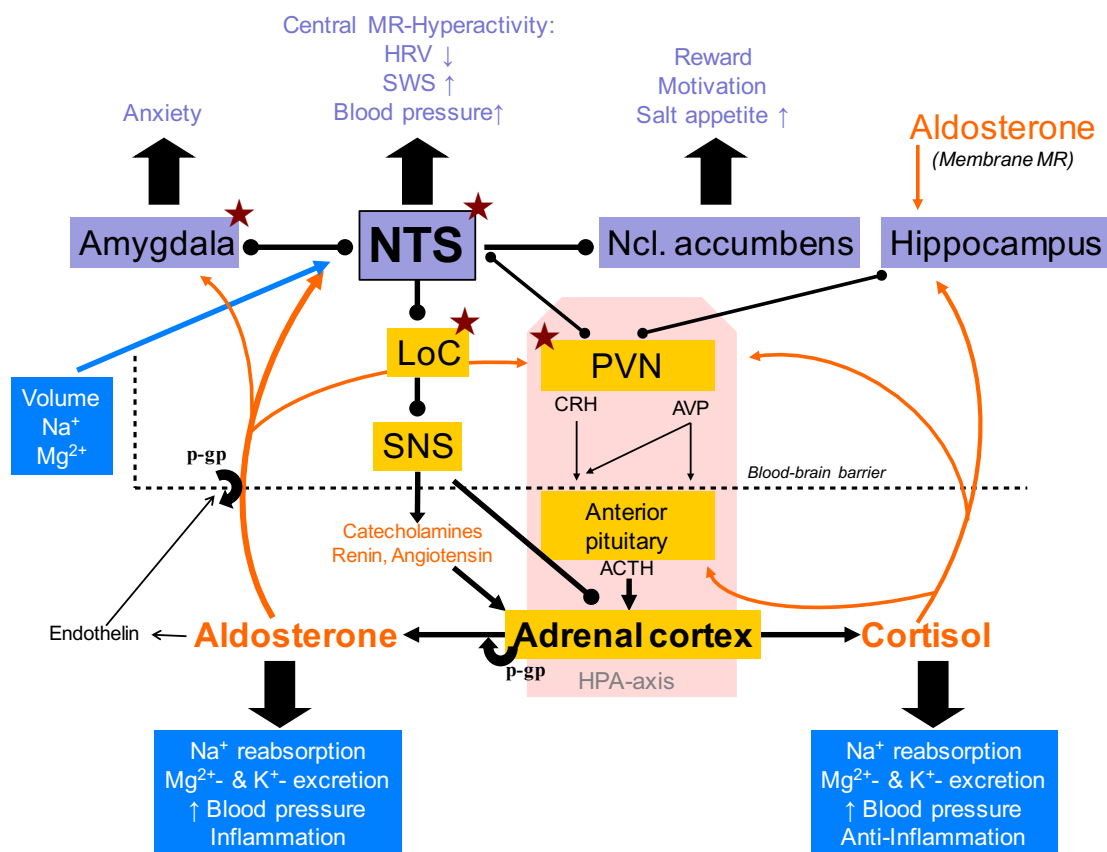 Central MR-Hyperactivity:
HRV ↓
SWS ↑
Blood pressure↑
Reward
Motivation
Salt appetite ↑
Anxiety
Aldosterone
(Membrane MR)
Amygdala
NTS
Ncl. accumbens
Hippocampus
LoC
PVN
Volume
Na⁺
Mg²⁺
CRH
AVP
SNS
p-gp
Blood-brain barrier
Anterior
pituitary
Catecholamines
Renin, Angiotensin
ACTH
Endothelin
Aldosterone
Adrenal cortex
Cortisol
p-gp
HPA-axis
Na⁺ reabsorption
Mg²⁺- & K⁺- excretion
↑ Blood pressure
Inflammation
Na⁺ reabsorption
Mg²⁺- & K⁺- excretion
↑ Blood pressure
Anti-Inflammation